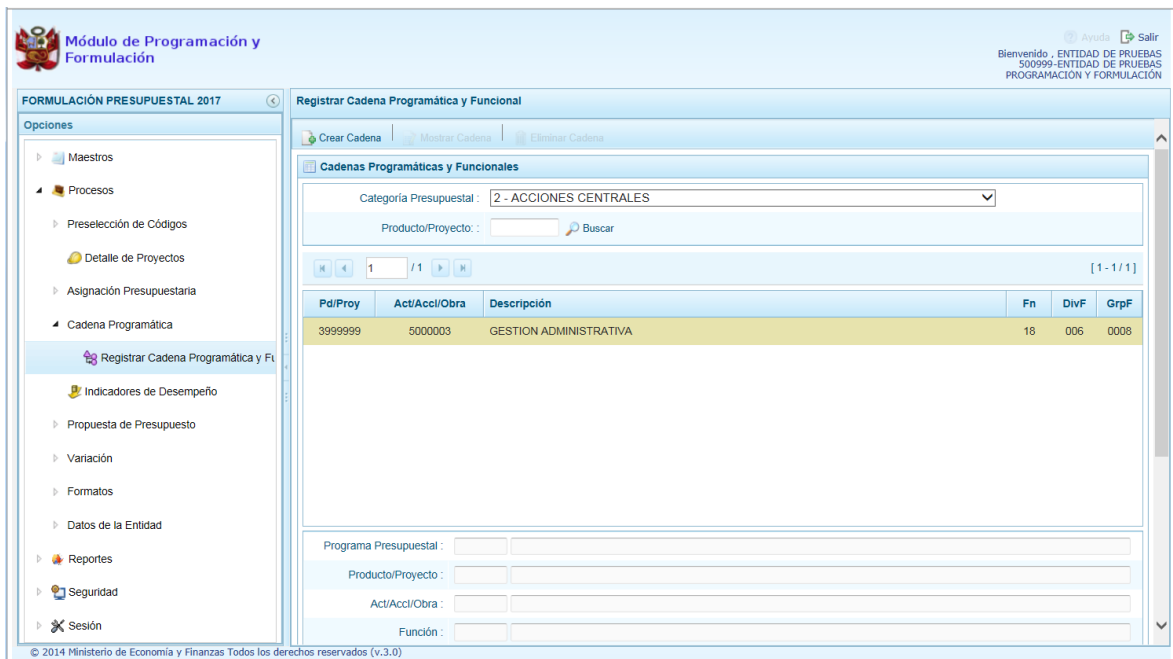 Módulo de Programación y
Formulación
Ayuda Salir
Bienvenido , ENTIDAD DE PRUEBAS
500999-ENTIDAD DE PRUEBAS
PROGRAMACIÓN Y FORMULACIÓN
FORMULACIÓN PRESUPUESTAL 2017
Opciones
Maestros
Procesos
Preselección de Códigos
Detalle de Proyectos
Asignación Presupuestaria
Cadena Programática
Registrar Cadena Programática y Fu
Indicadores de Desempeño
Propuesta de Presupuesto
Variación
Formatos
Datos de la Entidad
Reportes
Seguridad
Sesión
Registrar Cadena Programática y Funcional
Crear Cadena Mostrar Cadena Eliminar Cadena
Cadenas Programáticas y Funcionales
Categoría Presupuestal : 2 - ACCIONES CENTRALES
Producto/Proyecto: : Buscar
1 / 1 [ 1 - 1 / 1 ]
Pd/Proy Act/AccI/Obra Descripción Fn DivF GrpF
3999999 5000003 GESTION ADMINISTRATIVA 18 006 0008
Programa Presupuestal :
Producto/Proyecto :
Act/AccI/Obra :
Función :
© 2014 Ministerio de Economía y Finanzas Todos los derechos reservados (v.3.0)